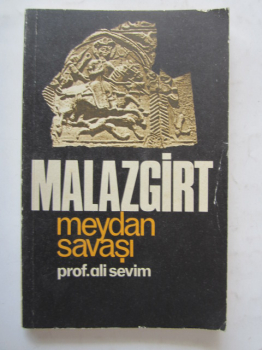 MALAZGİRT
meydan
savaşı
prof.ali sevim